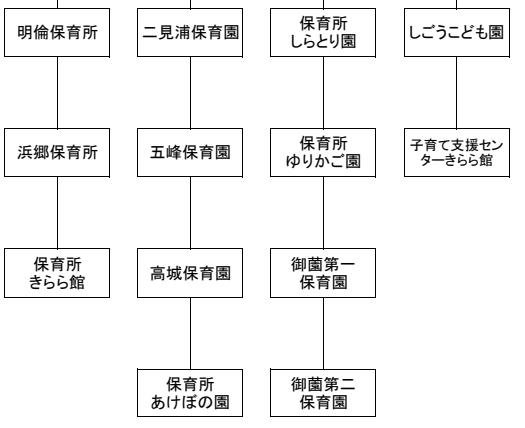 明倫保育所
二見浦保育園
保育所
しらとり園
しごうこども園
浜郷保育所
五峰保育園
保育所
ゆりかご園
子育て支援セン
ターきらら館
保育所
きらら館
高城保育園
御薗第一
保育園
保育所
あけぼの園
御薗第二
保育園